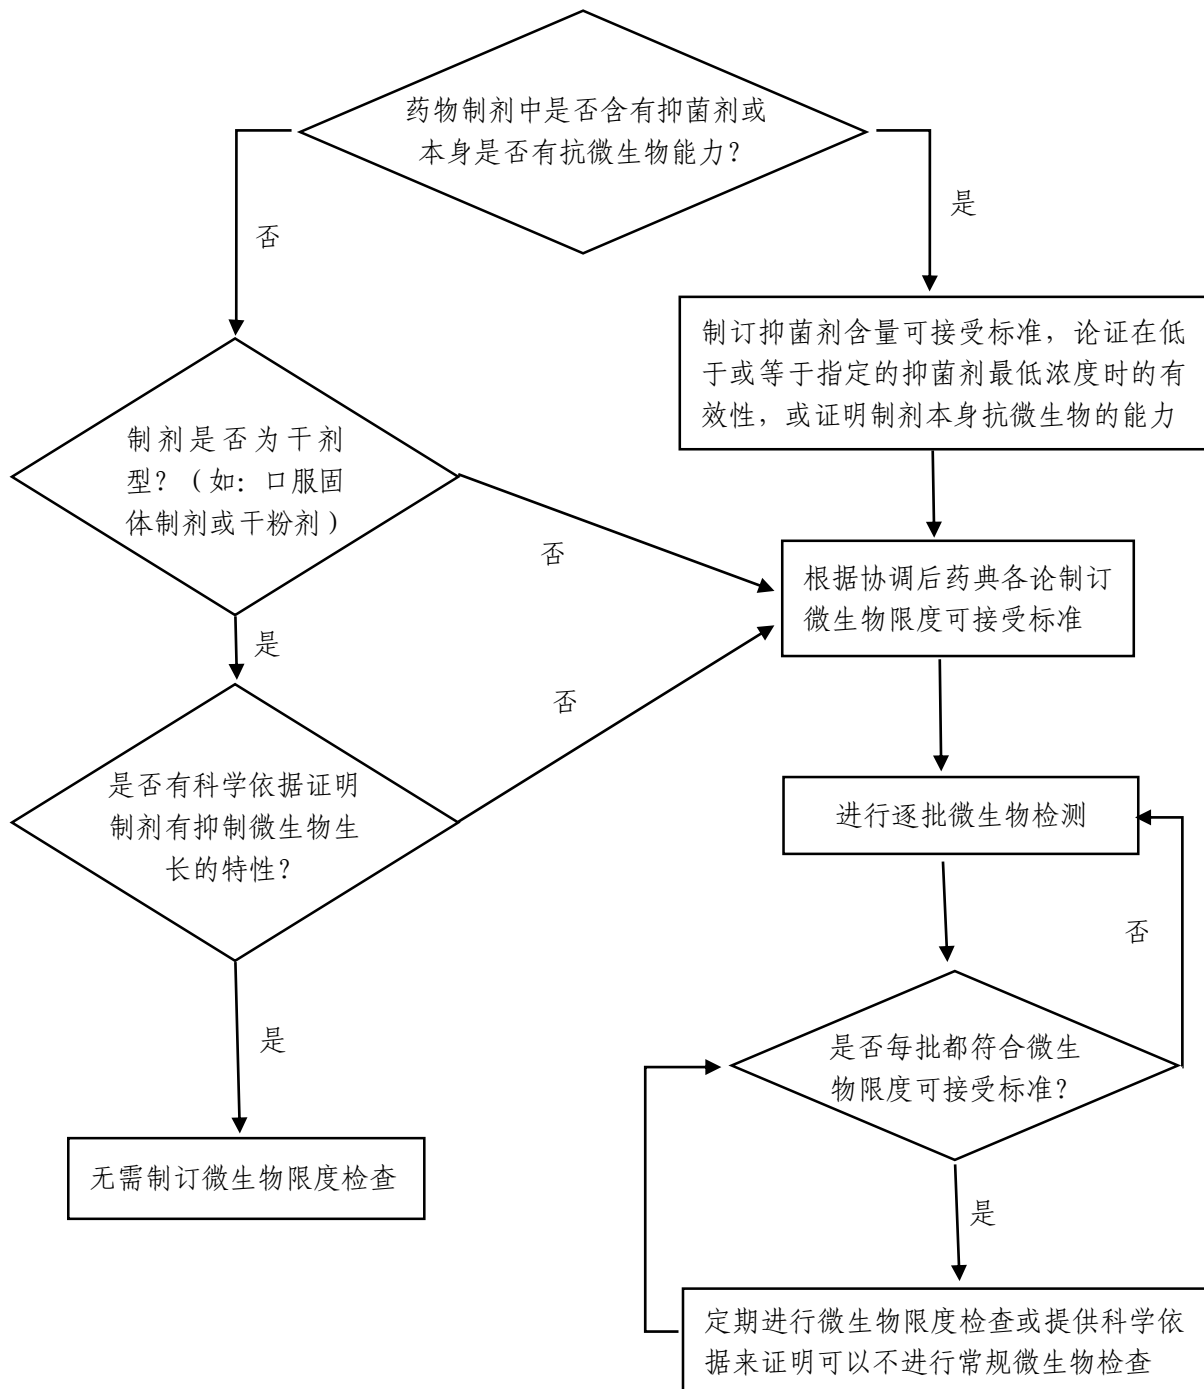 药物制剂中是否含有抑菌剂或
本身是否有抗微生物能力？
是
否
制订抑菌剂含量可接受标准，论证在低
于或等于指定的抑菌剂最低浓度时的有
效性，或证明制剂本身抗微生物的能力
制剂是否为干剂
型？（如：口服固
体制剂或干粉剂）
否
根据协调后药典各论制订
微生物限度可接受标准
是
否
是否有科学依据证明
制剂有抑制微生物生
长的特性？
进行逐批微生物检测
否
是
是否每批都符合微生
物限度可接受标准？
无需制订微生物限度检查
是
定期进行微生物限度检查或提供科学依
据来证明可以不进行常规微生物检查